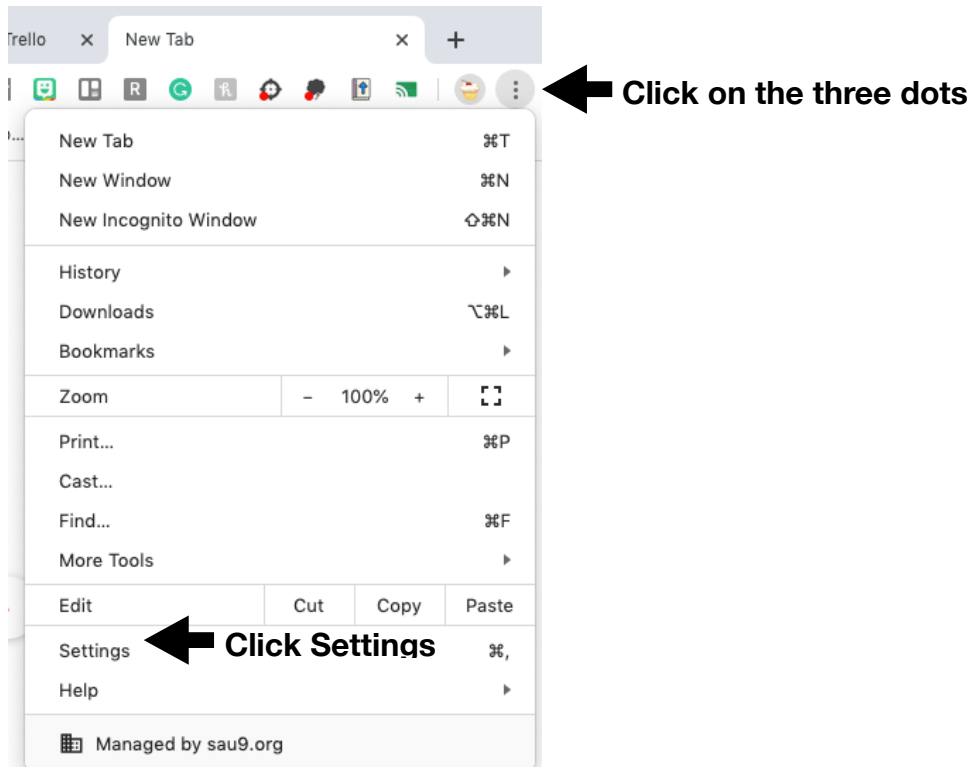 Trello × New Tab × +
R G R
Click on the three dots
New Tab ⌘T
New Window ⌘N
New Incognito Window ⇧⌘N
History
Downloads ⌥⌘L
Bookmarks
Zoom − 100% +
Print... ⌘P
Cast...
Find... ⌘F
More Tools
Edit Cut Copy Paste
Settings Click Settings ⌘,
Help
Managed by sau9.org